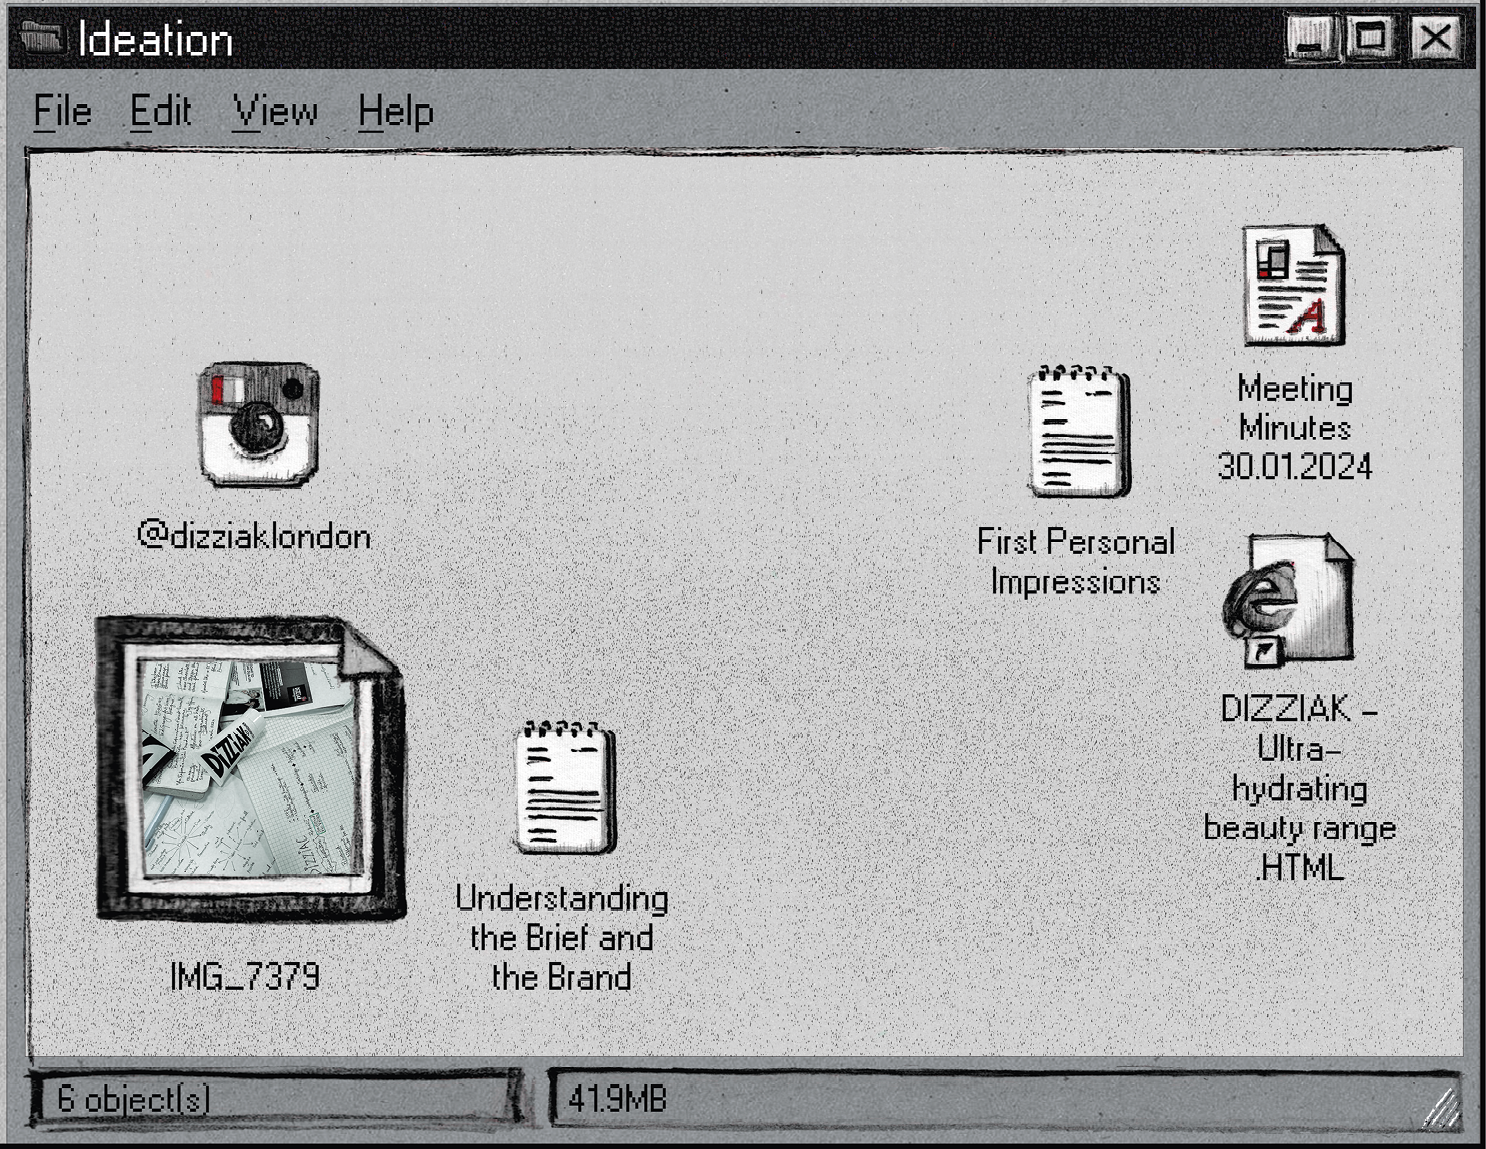 Ideation
File Edit View Help
@dizziaklondon
IMG_7379
DIZZIAK
Understanding
the Brief and
the Brand
First Personal
Impressions
Meeting
Minutes
30.01.2024
DIZZIAK –
Ultra–
hydrating
beauty range
.HTML
6 object(s)
41.9MB